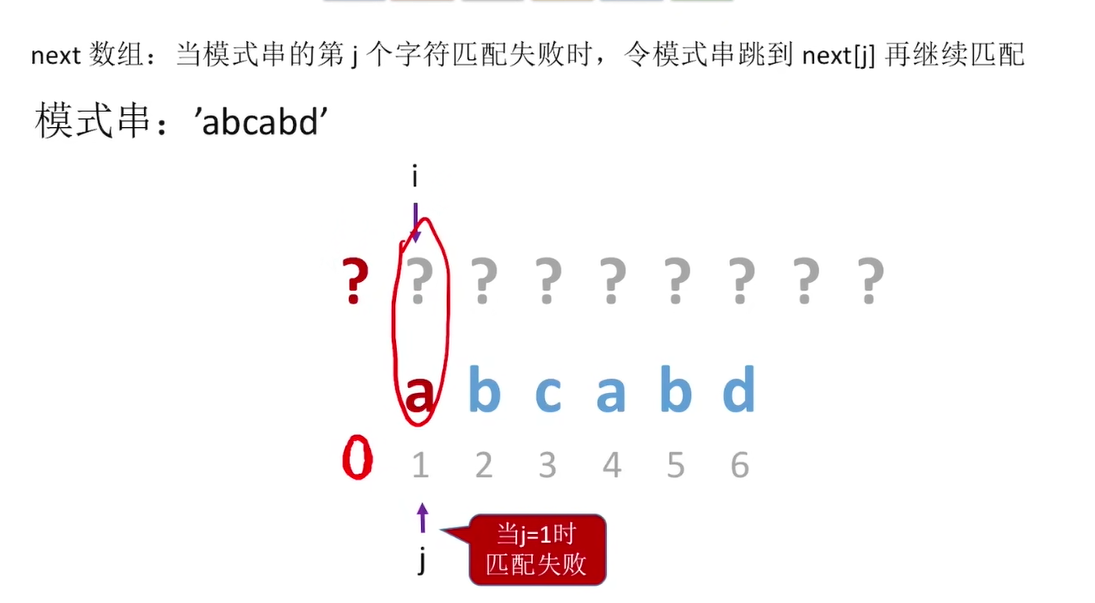 next 数组：当模式串的第 j 个字符匹配失败时，令模式串跳到 next[j] 再继续匹配
模式串：’abcabd’
i
? ? ? ? ? ? ? ? ?
a b c a b d
0 1 2 3 4 5 6
当j=1时
匹配失败
j